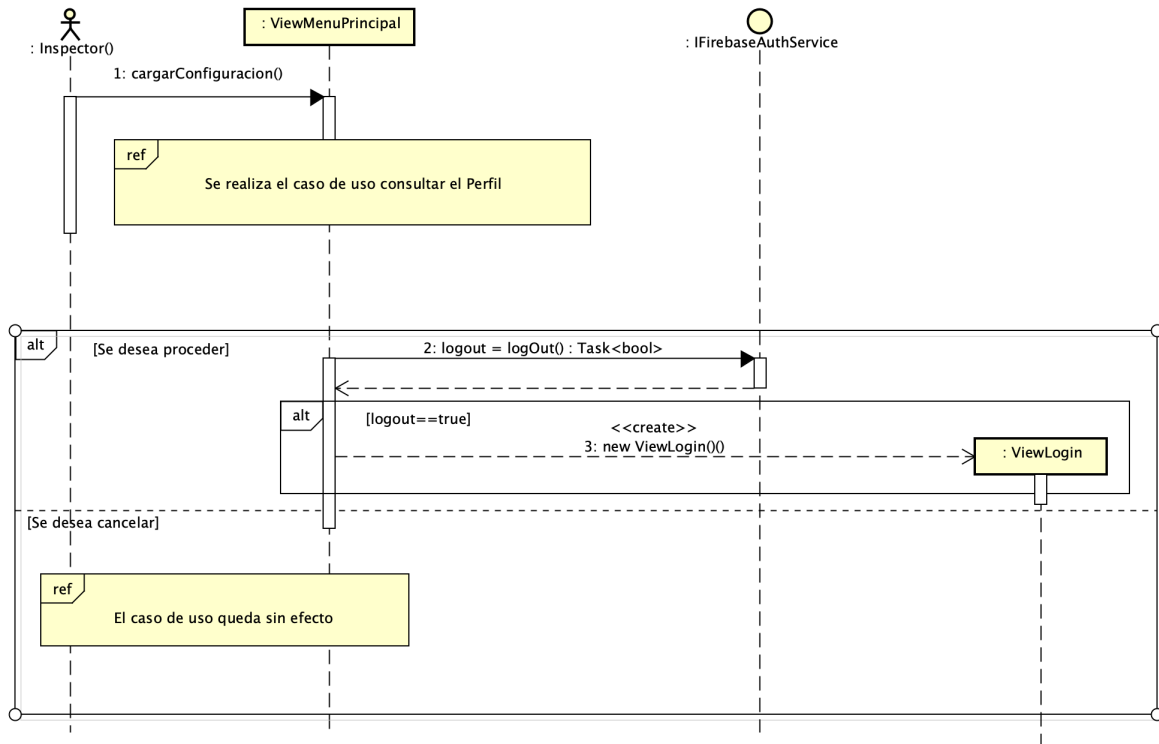 : Inspector()
: ViewMenuPrincipal
: IFirebaseAuthService
1: cargarConfiguracion()
ref
Se realiza el caso de uso consultar el Perfil
alt
[Se desea proceder]
2: logout = logOut() : Task<bool>
alt
[logout==true]
<<create>>
3: new ViewLogin()()
: ViewLogin
[Se desea cancelar]
ref
El caso de uso queda sin efecto